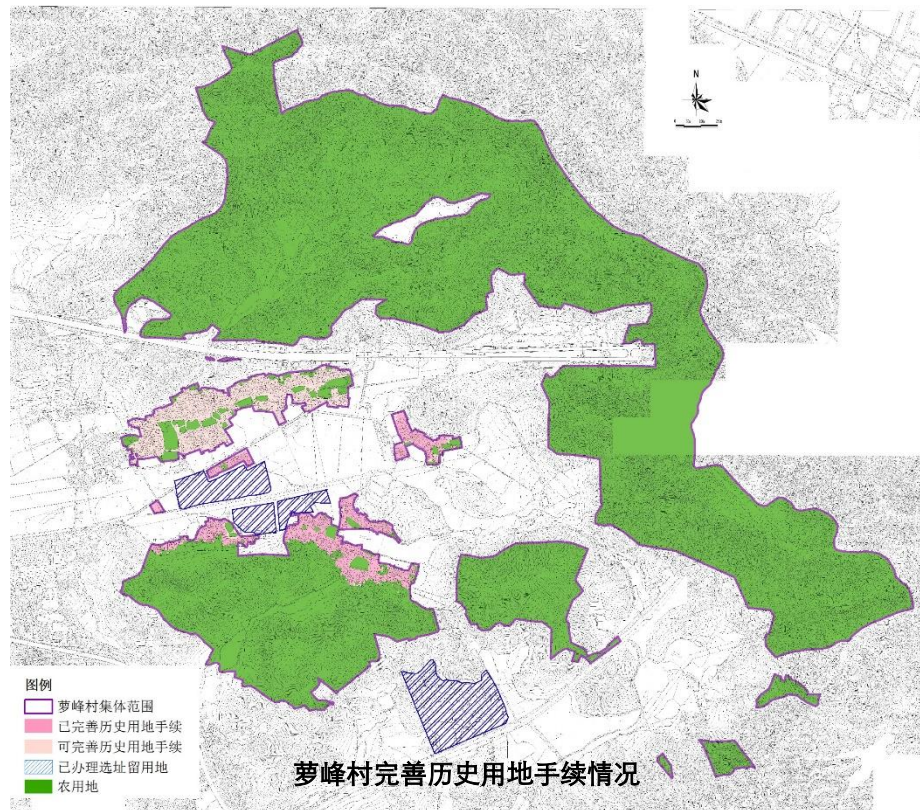 N
图例
萝峰村集体范围
已完善历史用地手续
可完善历史用地手续
已办理选址留用地
农用地
萝峰村完善历史用地手续情况